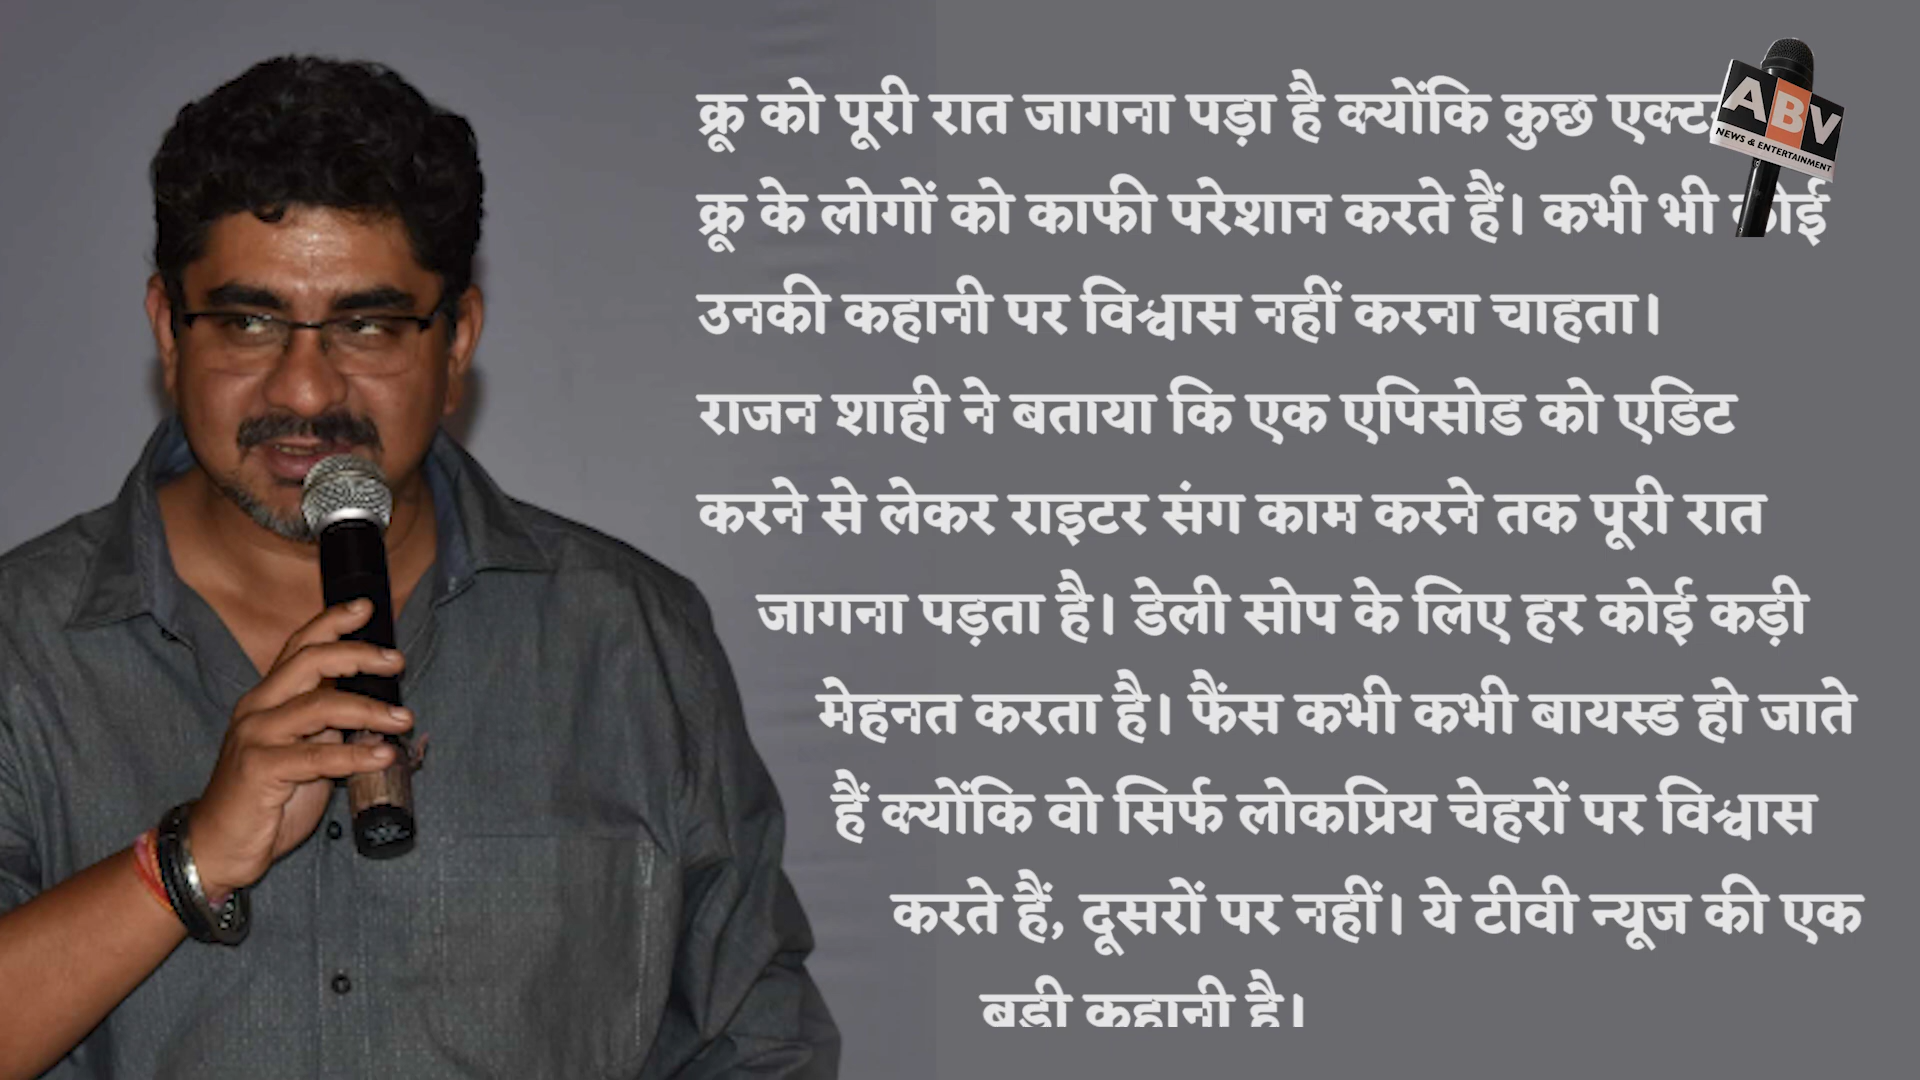 क्रू को पूरी रात जागना पड़ा है क्योंकि कुछ
क्रू के लोगों को काफी परेशान करते हैं। कभी भी कोई
उनकी कहानी पर विश्वास नहीं करना चाहता।
राजन शाही ने बताया कि एक एपिसोड को एडिट
करने से लेकर राइटर संग काम करने तक पूरी रात
जागना पड़ता है। डेली सोप के लिए हर कोई कड़ी
मेहनत करता है। फैंस कभी कभी बायस्ड हो जाते
हैं क्योंकि वो सिर्फ लोकप्रिय चेहरों पर विश्वास
करते हैं, दूसरों पर नहीं। ये टीवी न्यूज की एक
बड़ी कहानी है।
ABV
NEWS & ENTERTAINMENT